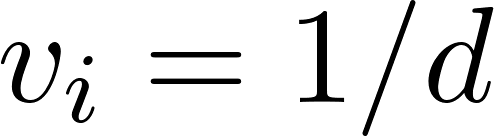 v_i = 1/d